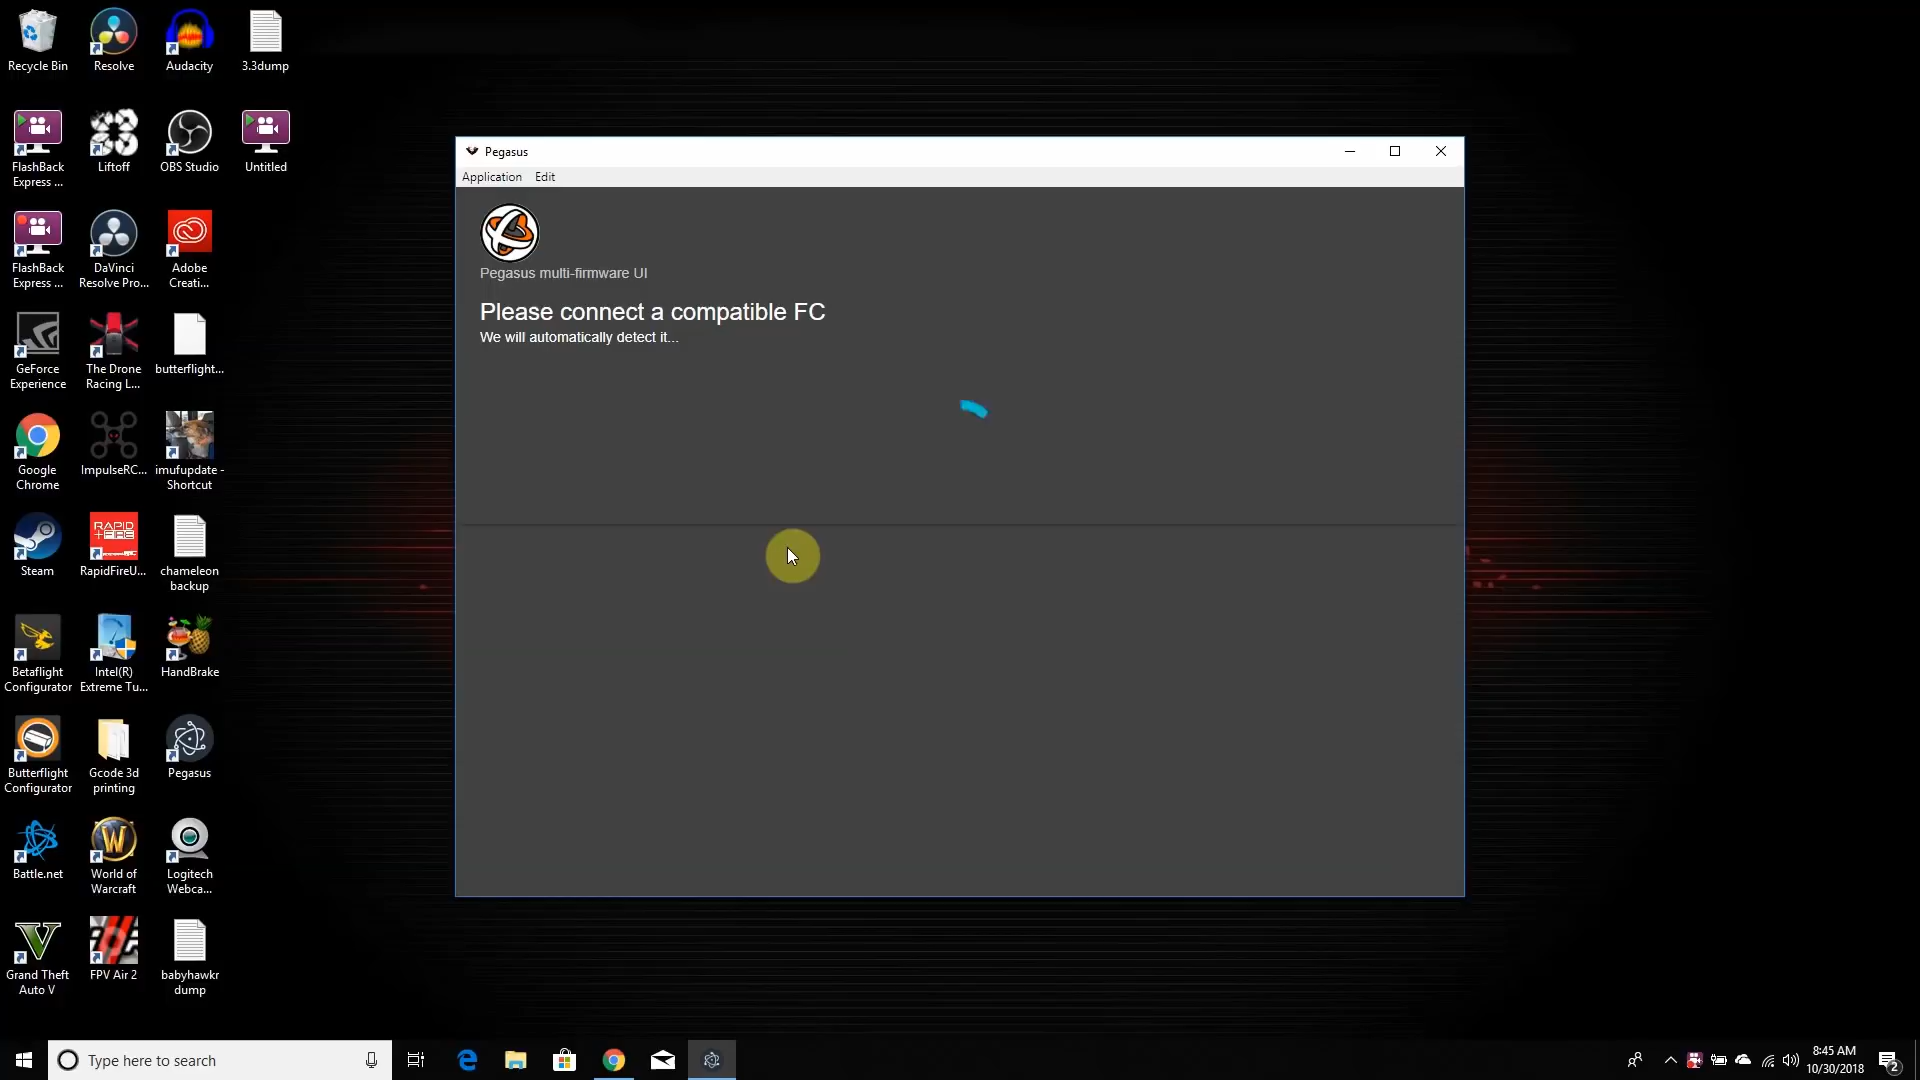 Recycle Bin
Resolve
Audacity
3.3dump
FlashBack
Express ...
Liftoff
OBS Studio
Untitled
FlashBack
Express ...
DaVinci
Resolve Pro...
Adobe
Creati...
GeForce
Experience
The Drone
Racing L...
butterflight...
Google
Chrome
ImpulseRC...
imufupdate -
Shortcut
Steam
RAPID
FIRE
RapidFireU...
chameleon
backup
Betaflight
Configurator
Intel(R)
Extreme Tu...
HandBrake
Butterflight
Configurator
Gcode 3d
printing
Pegasus
Battle.net
World of
Warcraft
Logitech
Webca...
Grand Theft
Auto V
FPV Air 2
babyhawkr
dump
Pegasus
Application Edit
Pegasus multi-firmware UI
Please connect a compatible FC
We will automatically detect it...
Type here to search
8:45 AM
10/30/2018
2